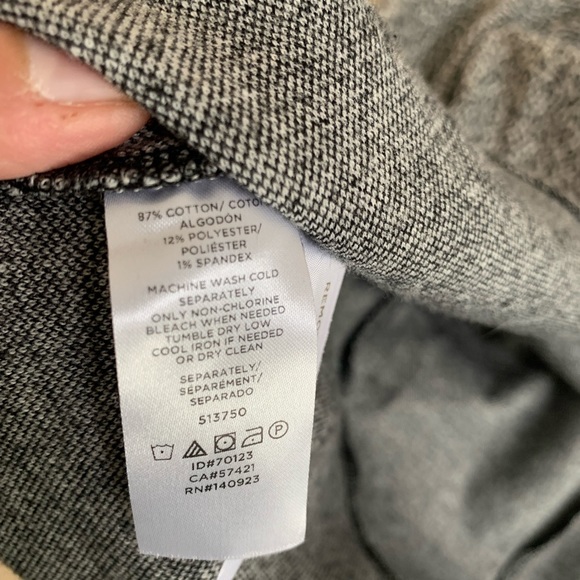 87% COTTON/
ALGODÓN
12% POLYESTER/
POLIÉSTER
1% SPANDEX
MACHINE WASH COLD
SEPARATELY
ONLY NON-CHLORINE
BLEACH WHEN NEEDED
TUMBLE DRY LOW
COOL IRON IF NEEDED
OR DRY CLEAN
SEPARATELY/
SÉPARÉMENT/
SEPARADO
513750
P
ID#70123
CA#57421
RN#140923